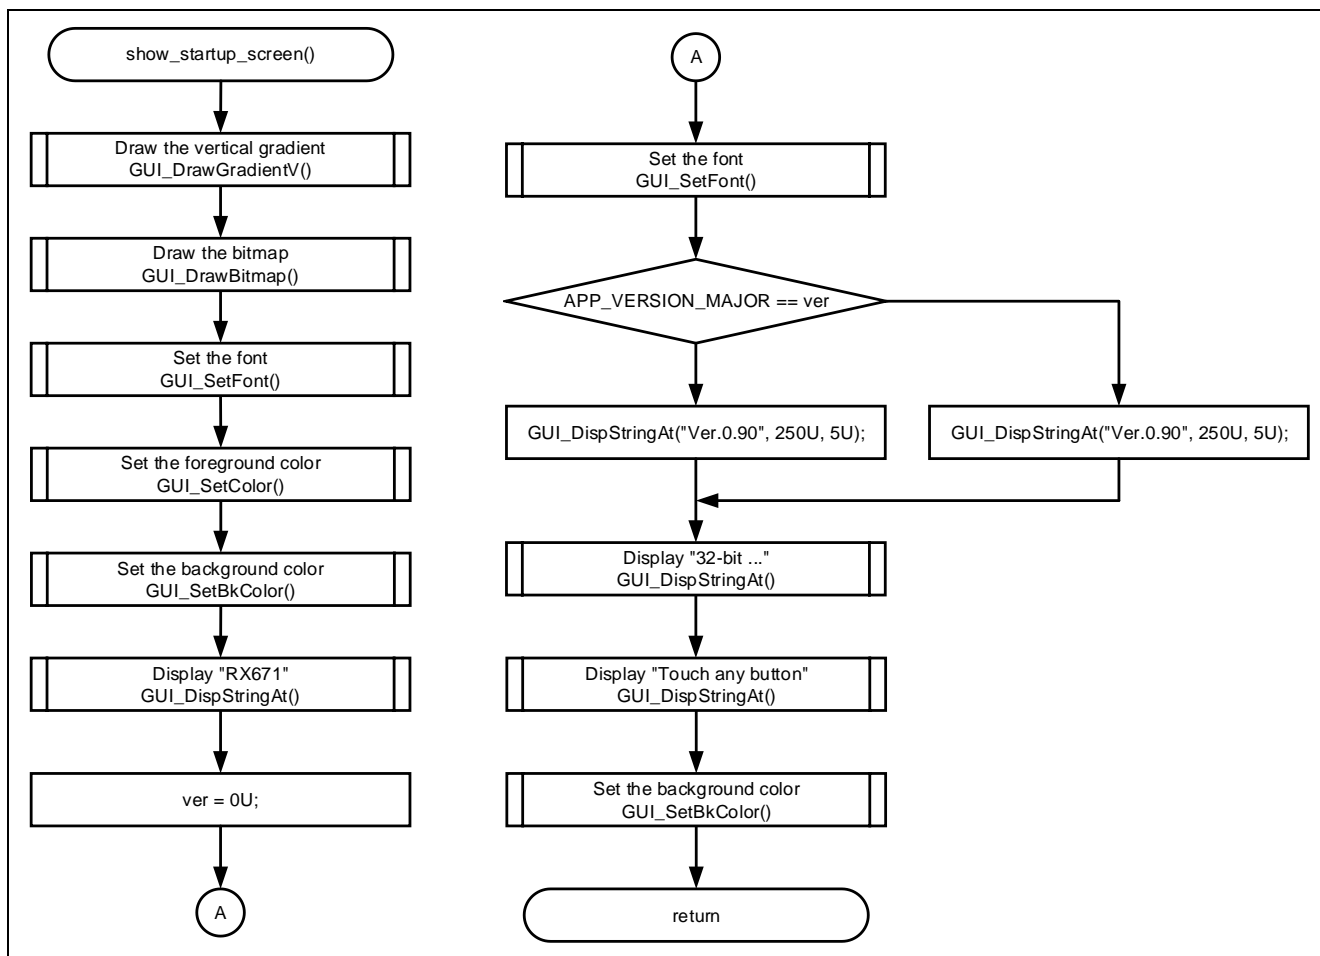 show_startup_screen()
Draw the vertical gradient
GUI_DrawGradientV()
Draw the bitmap
GUI_DrawBitmap()
Set the font
GUI_SetFont()
Set the foreground color
GUI_SetColor()
Set the background color
GUI_SetBkColor()
Display "RX671"
GUI_DispStringAt()
ver = 0U;
A
A
Set the font
GUI_SetFont()
APP_VERSION_MAJOR == ver
GUI_DispStringAt("Ver.0.90", 250U, 5U);
GUI_DispStringAt("Ver.0.90", 250U, 5U);
Display "32-bit ..."
GUI_DispStringAt()
Display "Touch any button"
GUI_DispStringAt()
Set the background color
GUI_SetBkColor()
return